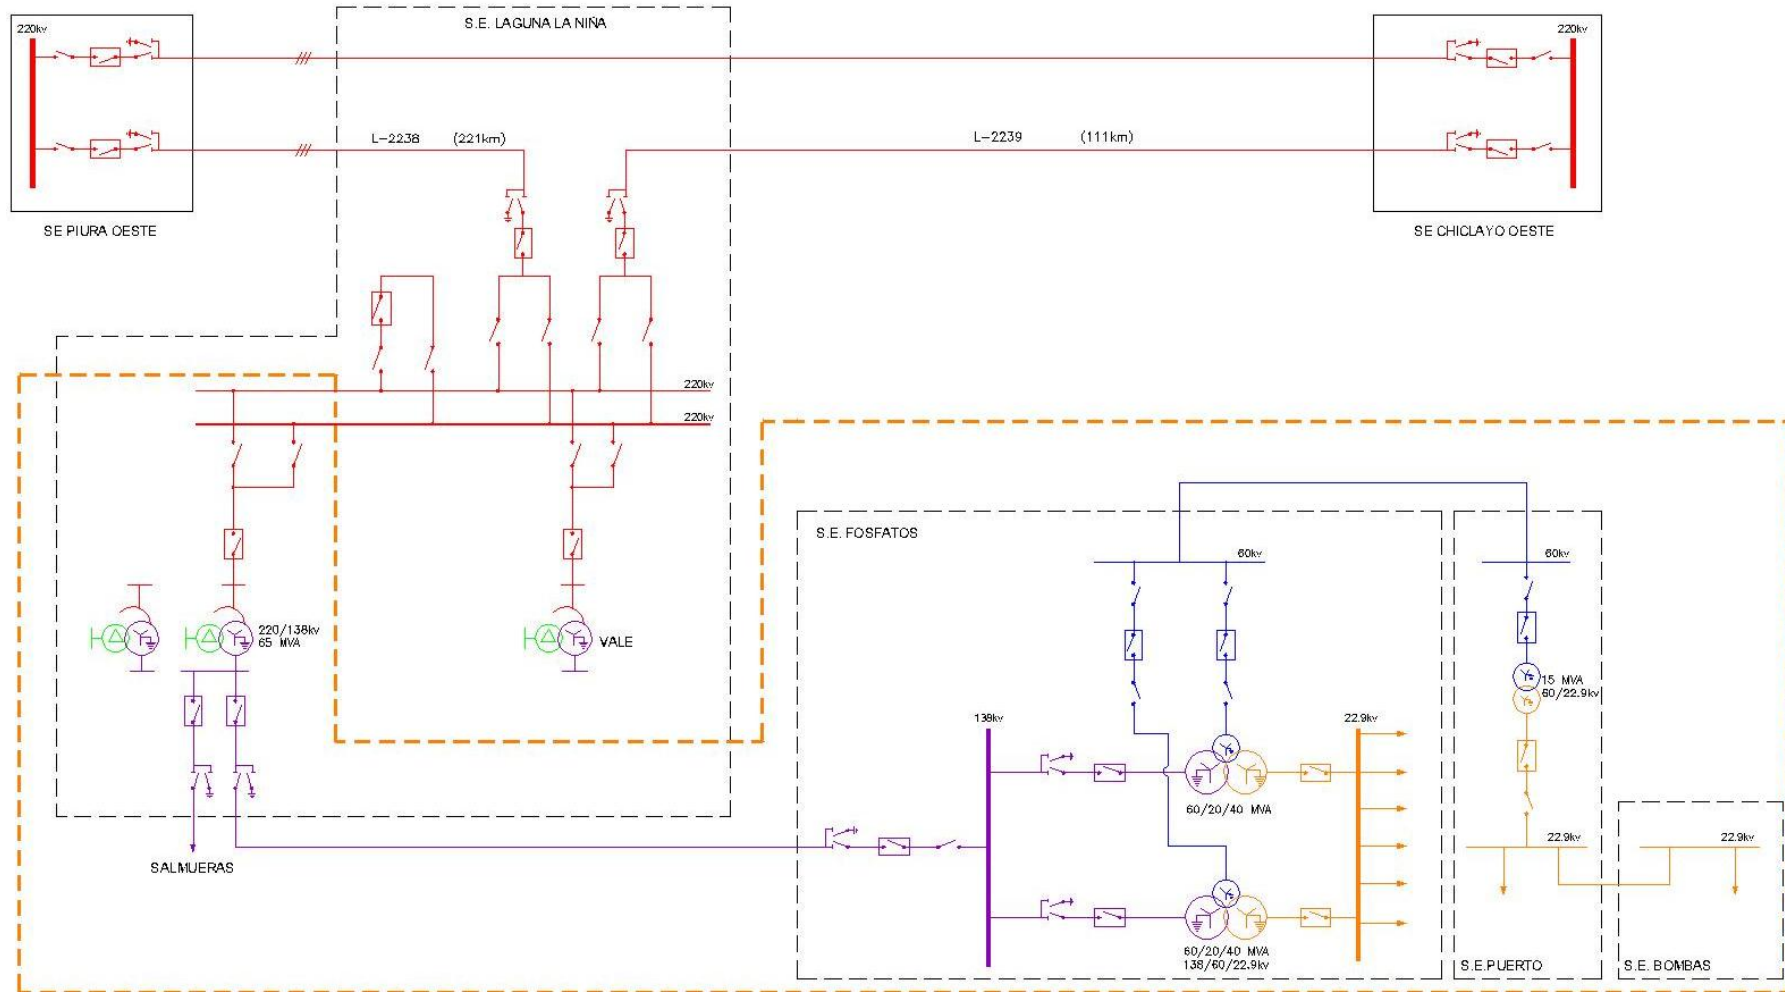 S.E. LAGUNA LA NIÑA
220kv
220kv
L-2238 (221km)
L-2239 (111km)
SE PIURA OESTE
SE CHICLAYO OESTE
220kv
220kv
S.E. FOSFATOS
60kv
60kv
220/138kv
65 MVA
VALE
15 MVA
60/22.9kv
138kv
22.9kv
60/20/40 MVA
22.9kv
22.9kv
SALMUERAS
60/20/40 MVA
138/60/22.9kv
S.E.PUERTO
S.E. BOMBAS